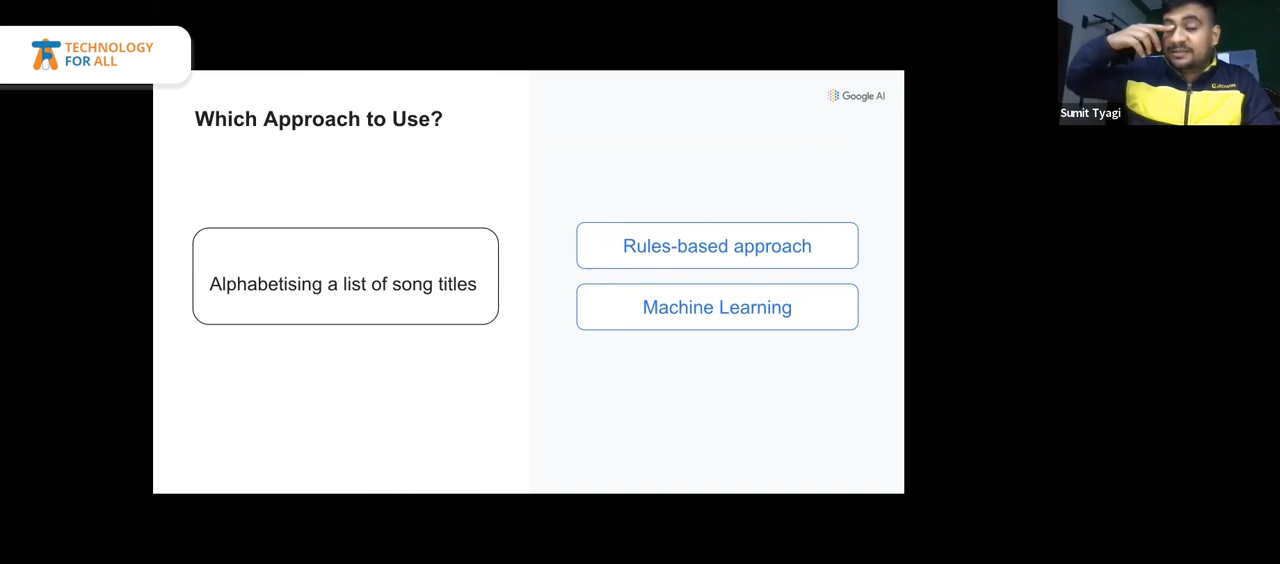 TECHNOLOGY
FOR ALL
Google AI
Which Approach to Use?
Alphabetising a list of song titles
Rules-based approach
Machine Learning
Sumit Tyagi